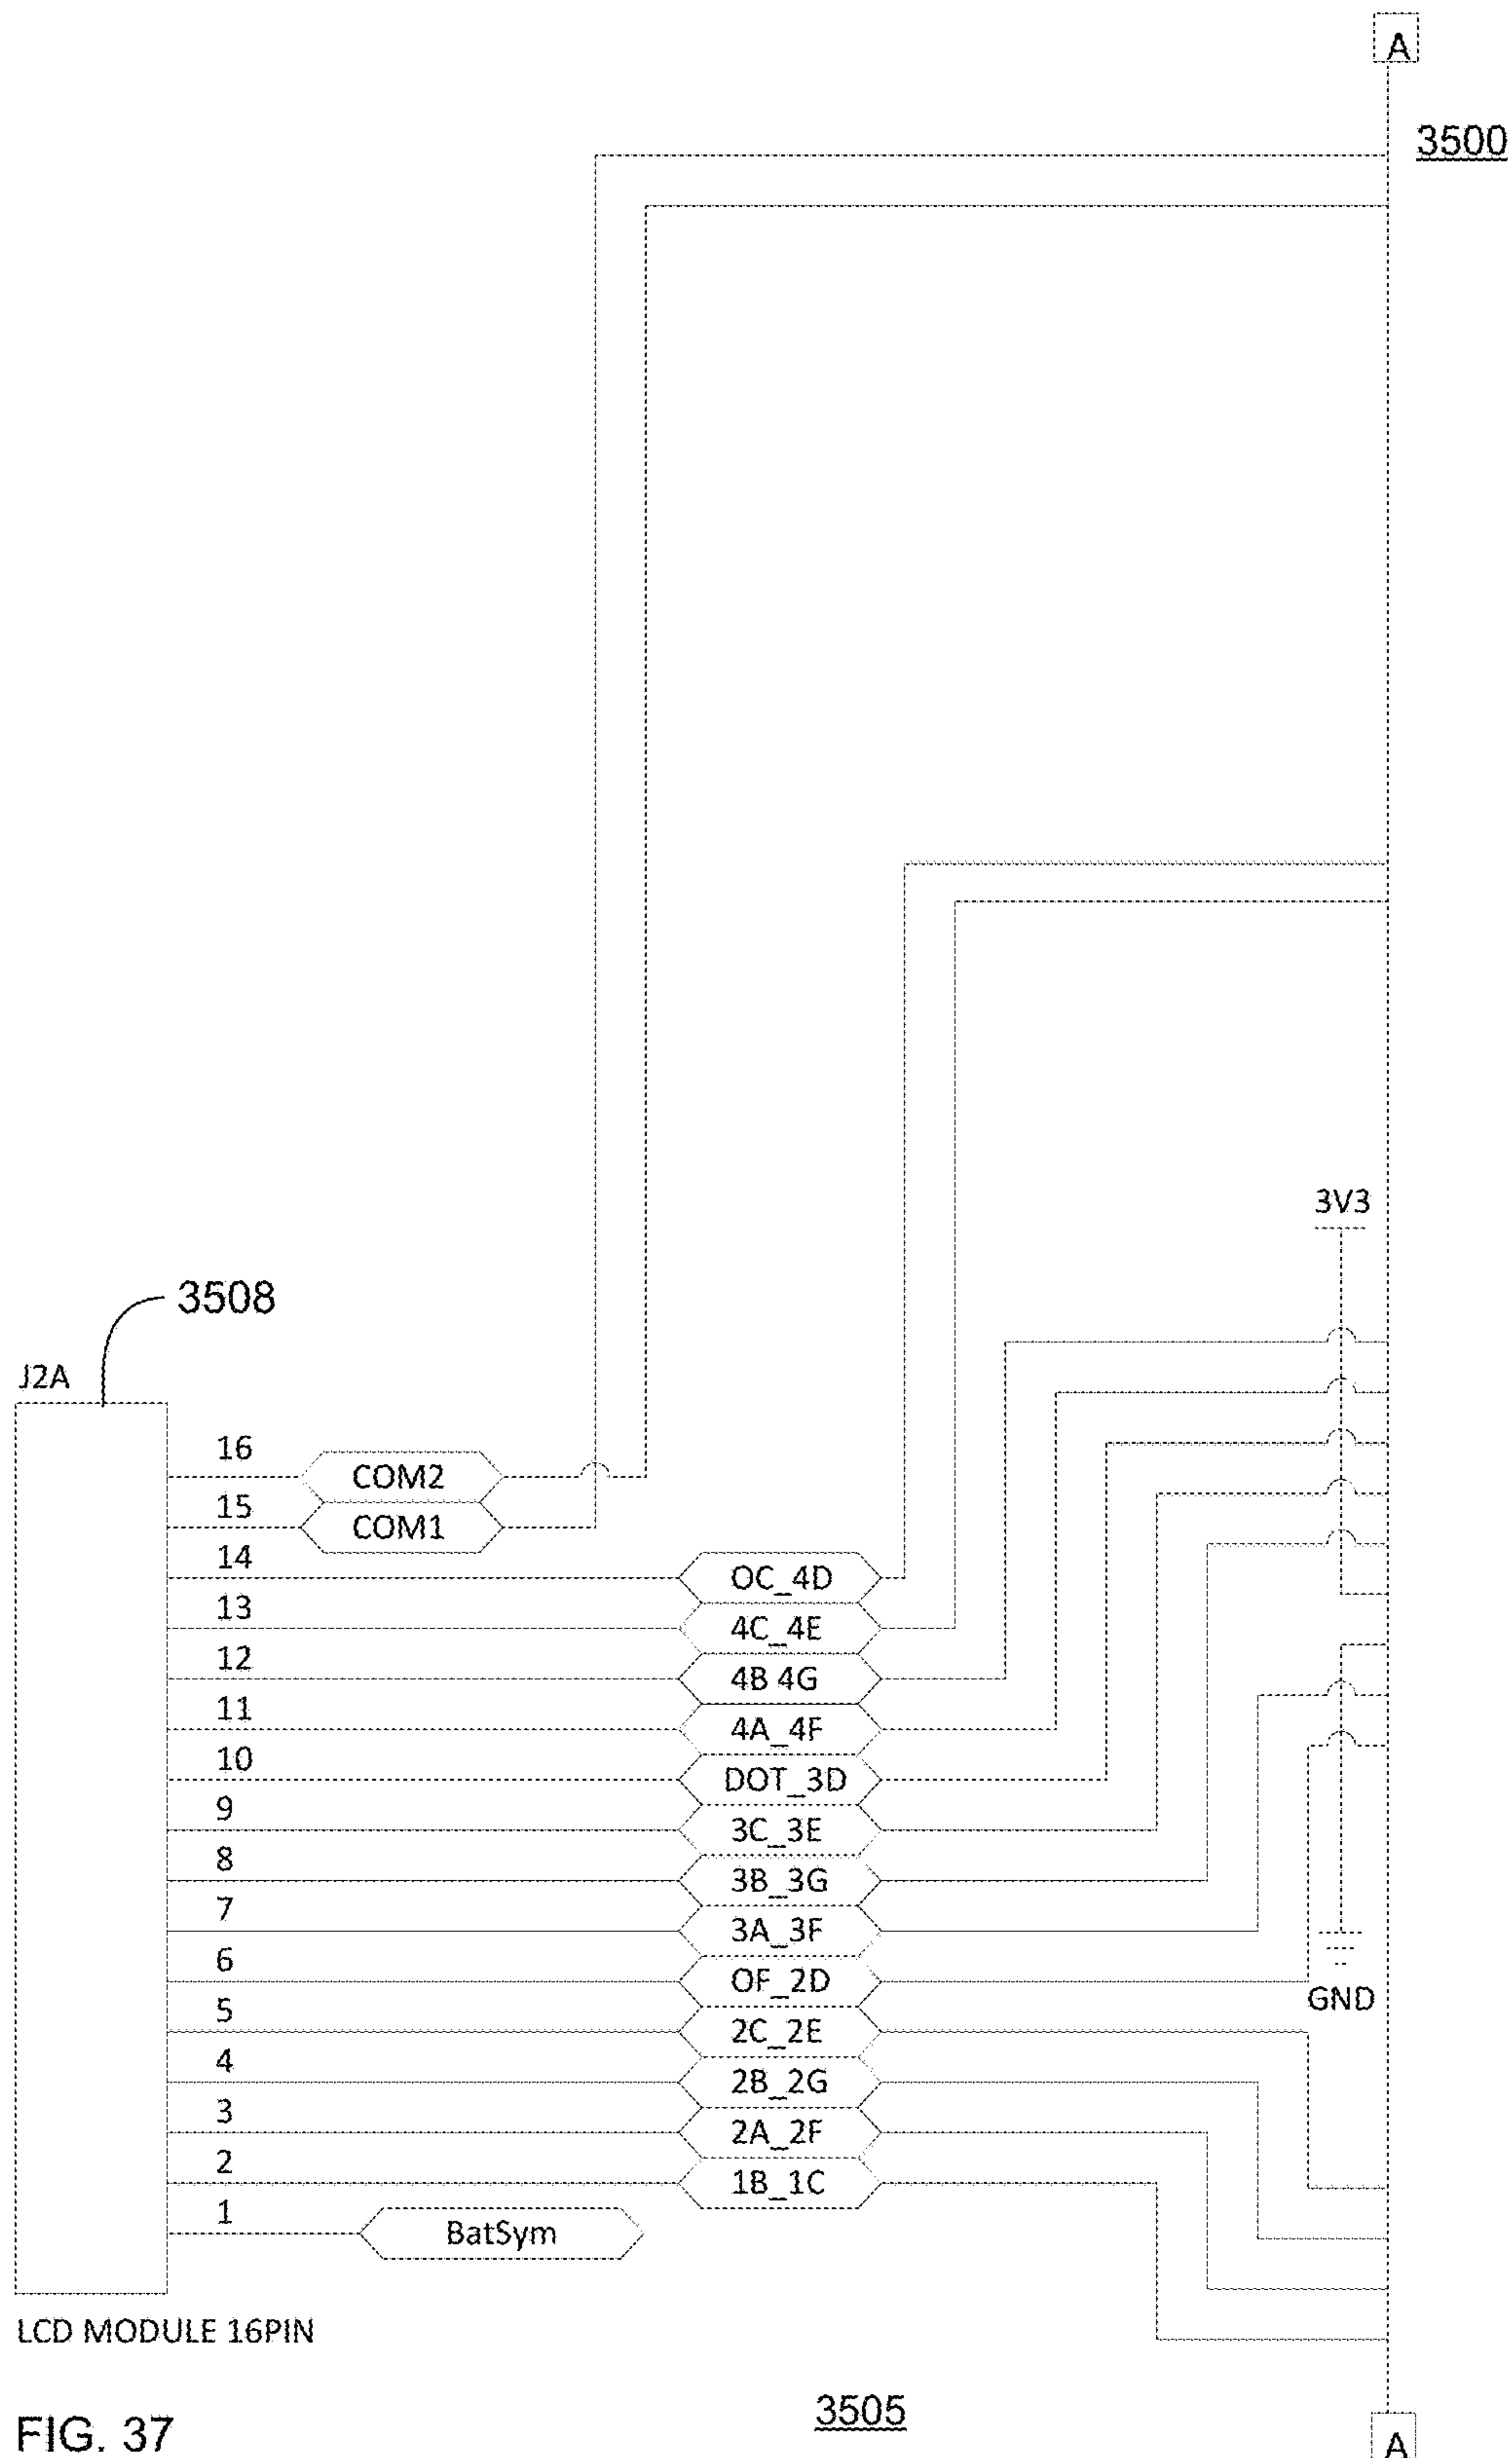 A
3500
3V3
3508
J2A
16 COM2
15 COM1
14 OC_4D
13 4C_4E
12 4B 4G
11 4A_4F
10 DOT_3D
9 3C_3E
8 3B_3G
7 3A_3F
6 OF_2D
GND
5 2C_2E
4 2B_2G
3 2A_2F
2 1B_1C
1 BatSym
LCD MODULE 16PIN
3505
FIG. 37
A